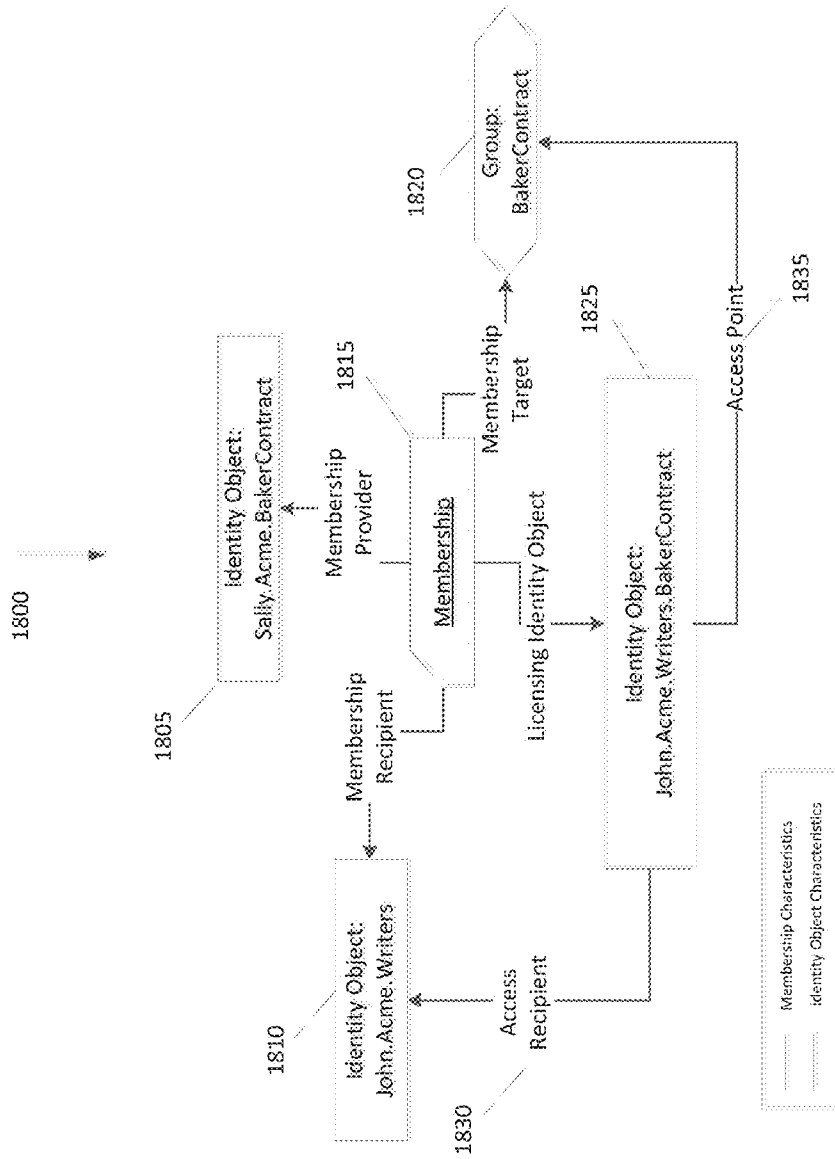 1800
1805
Identity Object:
Sally.Acme.BakerContract
Membership
Provider
1815
Membership
Membership
Recipient
1810
Identity Object:
John.Acme.Writers
Membership
Target
1820
Group:
BakerContract
Licensing Identity Object
1825
Identity Object:
John.Acme.Writers.BakerContract
Access
Recipient
1830
Access Point
1835
Membership Characteristics
Identity Object Characteristics